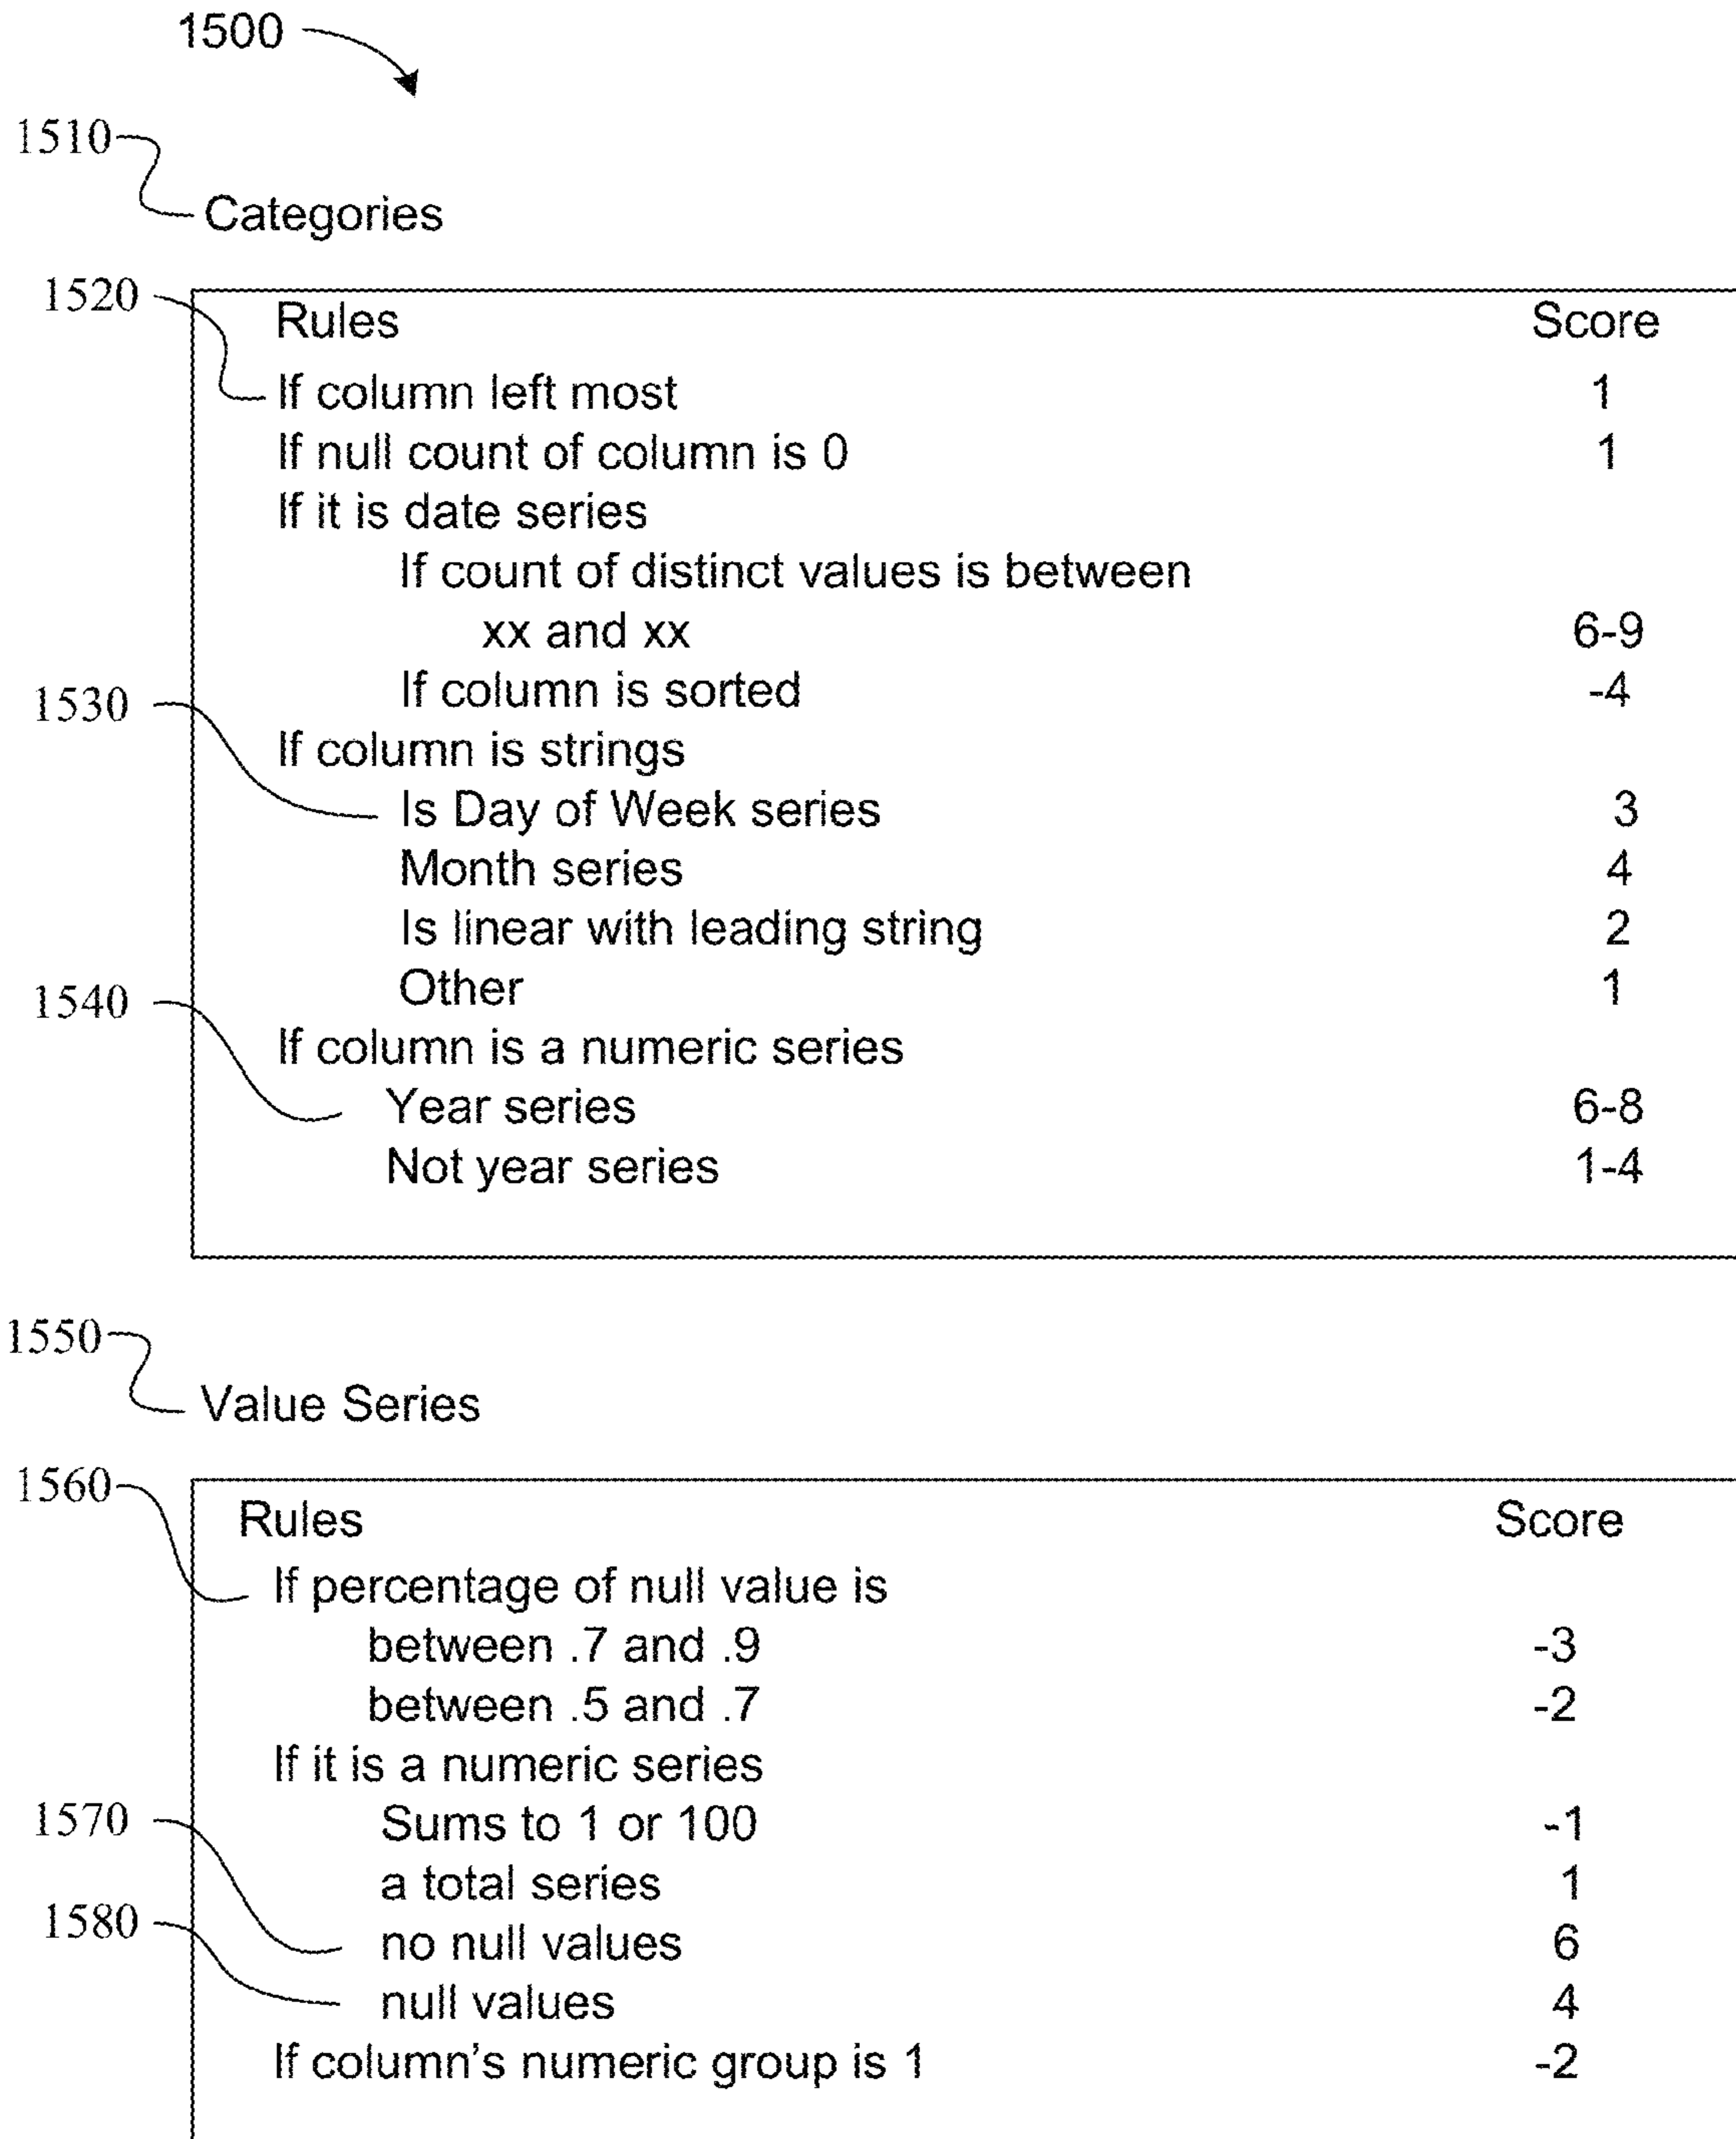 1500
1510
Categories
1520
Rules Score
If column left most 1
If null count of column is 0 1
If it is date series
If count of distinct values is between
xx and xx 6-9
If column is sorted -4
1530
If column is strings
Is Day of Week series 3
Month series 4
Is linear with leading string 2
Other 1
1540
If column is a numeric series
Year series 6-8
Not year series 1-4
1550
Value Series
1560
Rules Score
If percentage of null value is
between .7 and .9 -3
between .5 and .7 -2
If it is a numeric series
1570
Sums to 1 or 100 -1
a total series 1
1580
no null values 6
null values 4
If column's numeric group is 1 -2